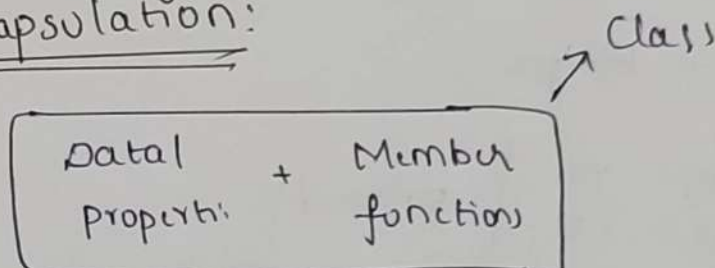 apsulation:
Class
Data/ + Member
properti: functions